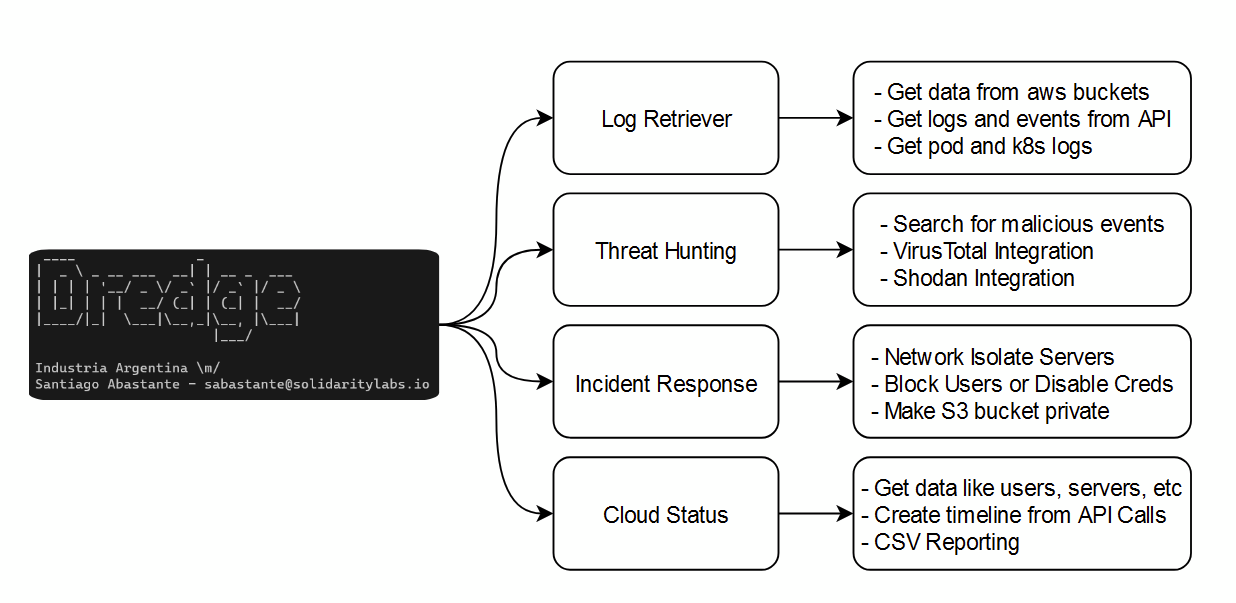 Dredge
Industria Argentina \m/
Santiago Abastante - sabastante@solidaritylabs.io
Log Retriever
- Get data from aws buckets
- Get logs and events from API
- Get pod and k8s logs
Threat Hunting
- Search for malicious events
- VirusTotal Integration
- Shodan Integration
Incident Response
- Network Isolate Servers
- Block Users or Disable Creds
- Make S3 bucket private
Cloud Status
- Get data like users, servers, etc
- Create timeline from API Calls
- CSV Reporting